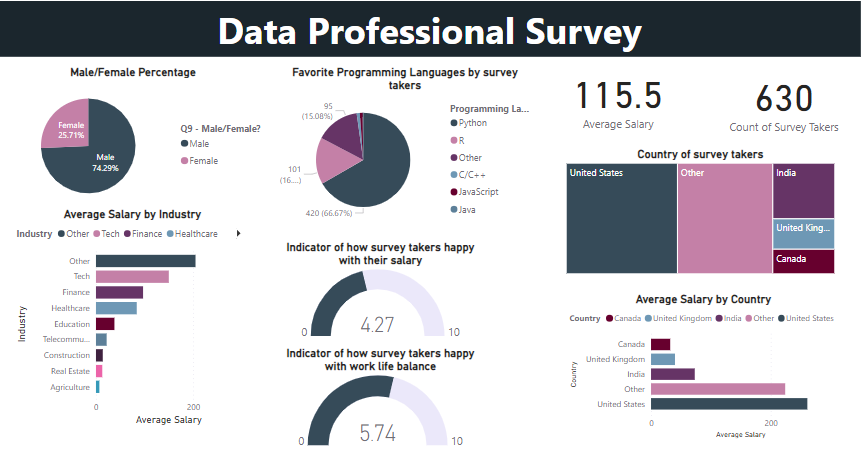 Data Professional Survey
Male/Female Percentage
Female
25.71%
Male
74.29%
Q9 - Male/Female?
Male
Female
Favorite Programming Languages by survey
takers
95
(15.08%)
101
(16....)
420 (66.67%)
Programming La...
Python
R
Other
C/C++
JavaScript
Java
115.5
Average Salary
630
Count of Survey Takers
Country of survey takers
United States
Other
India
United King...
Canada
Average Salary by Industry
Industry Other Tech Finance Healthcare
Industry
Other
Tech
Finance
Healthcare
Education
Telecommu...
Construction
Real Estate
Agriculture
0 200
Average Salary
Indicator of how survey takers happy
with their salary
4.27
0 10
Indicator of how survey takers happy
with work life balance
5.74
0 10
Average Salary by Country
Country Canada United Kingdom India Other United States
Country
Canada
United Kingdom
India
Other
United States
0 200
Average Salary